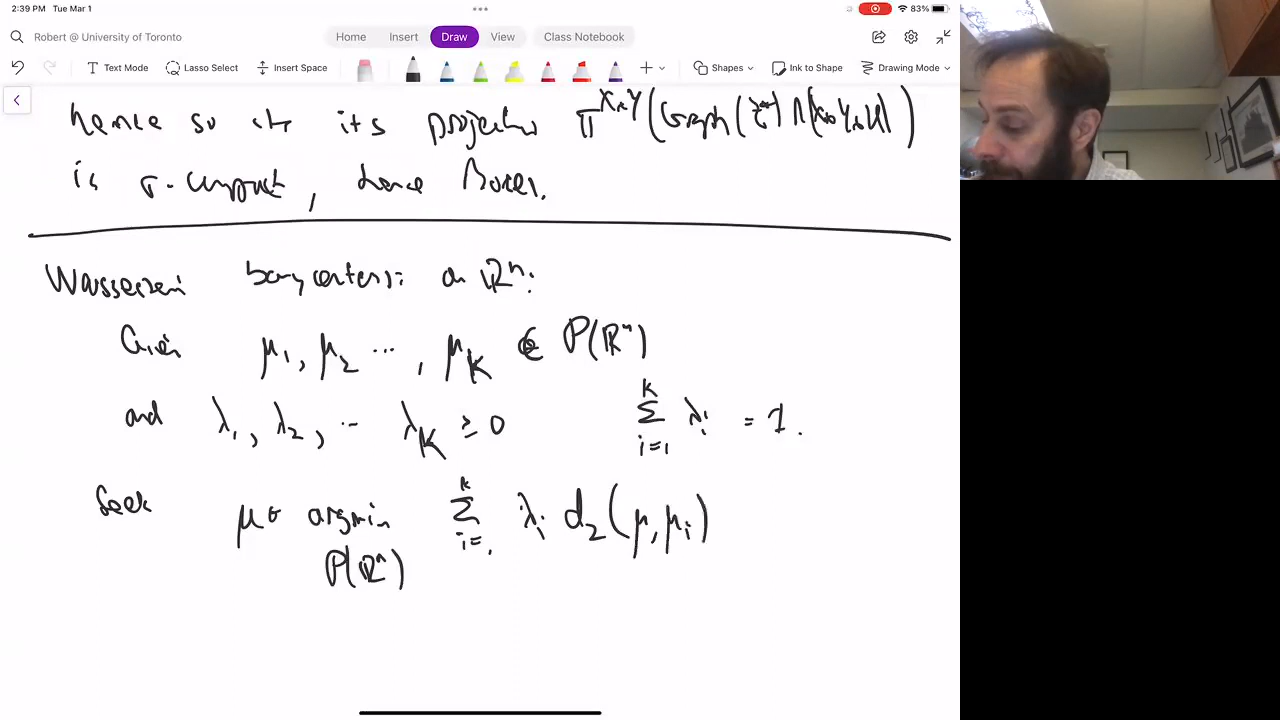 2:39 PM Tue Mar 1
83%
Robert @ University of Toronto
Home Insert Draw View Class Notebook
Text Mode Lasso Select Insert Space Shapes Ink to Shape Drawing Mode
hence so is its projection π^{X×Y}(Graph( ) ∩ (X×Y×U))
is σ-compact, hence Borel.
Wasserstein barycenters: on ℝⁿ:
Given μ₁, μ₂ ..., μ_K ∈ P(ℝⁿ)
and λ₁, λ₂, .. λ_K ≥ 0 Σ_{i=1}^{K} λᵢ = 1.
Seek μ ∈ argmin Σ_{i=1}^{K} λᵢ d₂(μ, μᵢ)
P(ℝⁿ)